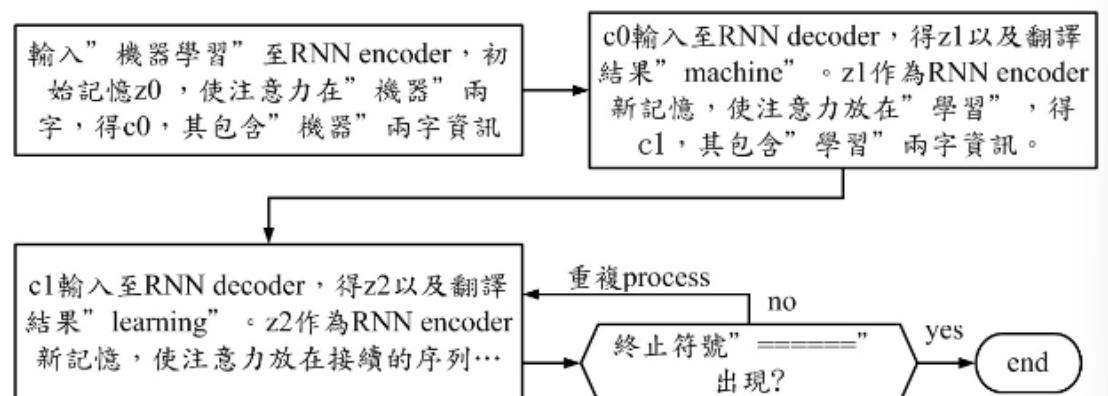 輸入”機器學習”至RNN encoder，初
始記憶z0，使注意力在”機器”兩
字，得c0，其包含”機器”兩字資訊
c0輸入至RNN decoder，得z1以及翻譯
結果”machine”。z1作為RNN encoder
新記憶，使注意力放在”學習”，得
c1，其包含”學習”兩字資訊。
c1輸入至RNN decoder，得z2以及翻譯
結果”learning”。z2作為RNN encoder
新記憶，使注意力放在接續的序列…
重複process
no
終止符號”======”
出現?
yes
end